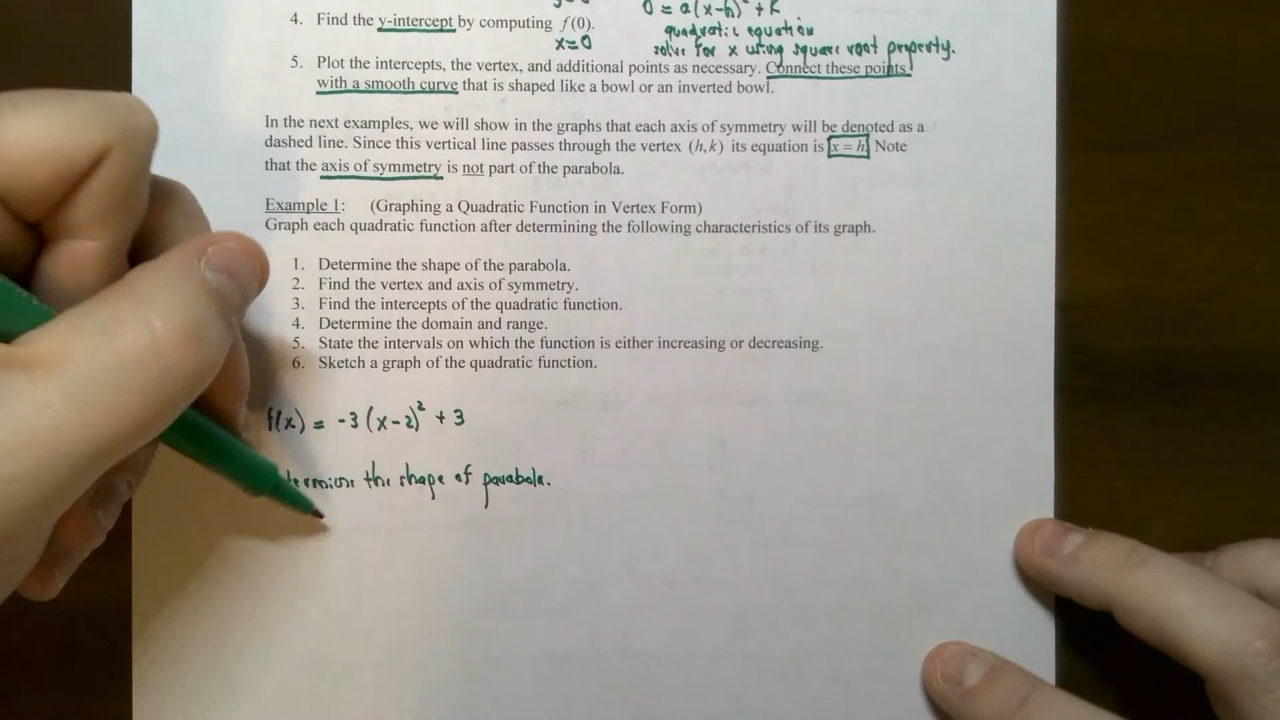 0 = a(x-h)² + k
4. Find the y-intercept by computing f(0).
quadratic equation
x=0
solve for x using square root property.
5. Plot the intercepts, the vertex, and additional points as necessary. Connect these points
with a smooth curve that is shaped like a bowl or an inverted bowl.
In the next examples, we will show in the graphs that each axis of symmetry will be denoted as a
dashed line. Since this vertical line passes through the vertex (h,k) its equation is x = h. Note
that the axis of symmetry is not part of the parabola.
Example 1: (Graphing a Quadratic Function in Vertex Form)
Graph each quadratic function after determining the following characteristics of its graph.
1. Determine the shape of the parabola.
2. Find the vertex and axis of symmetry.
3. Find the intercepts of the quadratic function.
4. Determine the domain and range.
5. State the intervals on which the function is either increasing or decreasing.
6. Sketch a graph of the quadratic function.
f(x) = -3(x-2)² + 3
the shape of parabola.